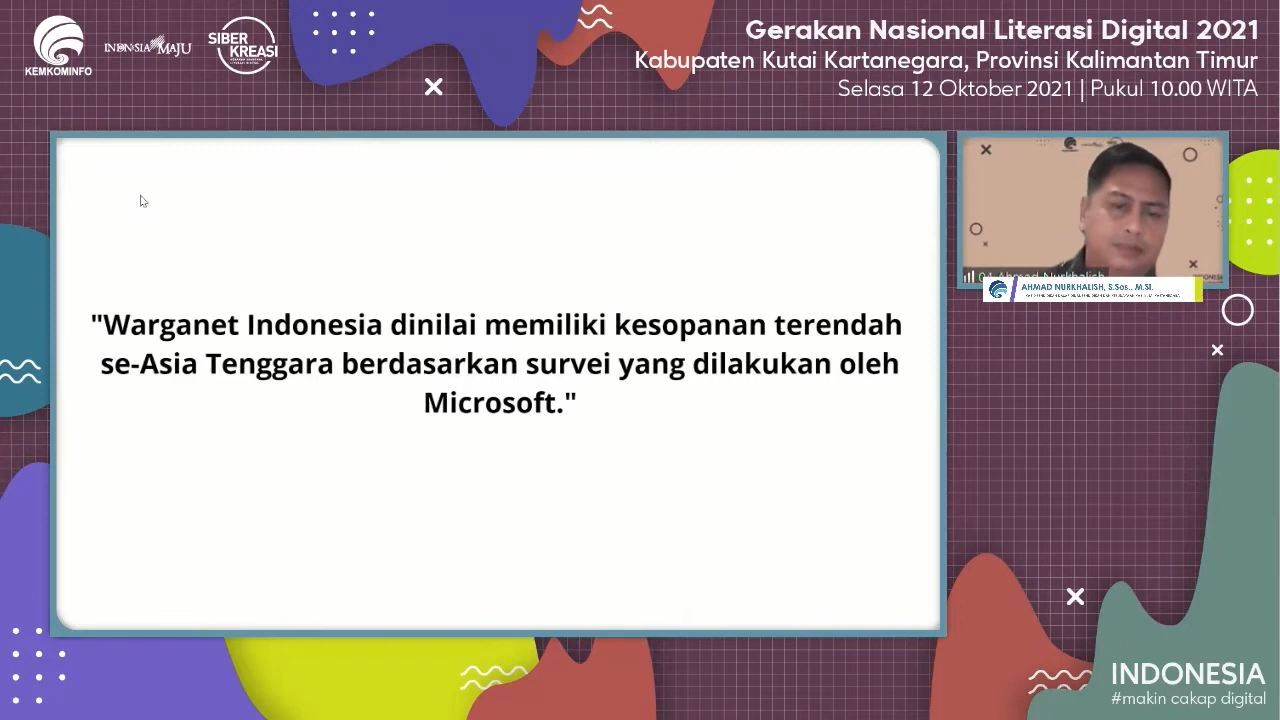 KEMKOMINFO
INDONESIA MAJU
SIBER
KREASI
Gerakan Nasional Literasi Digital 2021
Kabupaten Kutai Kartanegara, Provinsi Kalimantan Timur
Selasa 12 Oktober 2021 | Pukul 10.00 WITA
"Warganet Indonesia dinilai memiliki kesopanan terendah
se-Asia Tenggara berdasarkan survei yang dilakukan oleh
Microsoft."
Ahmad Nurkhalish
AHMAD NURKHALISH, S.Sos., M.SI.
INDONESIA
#makin cakap digital